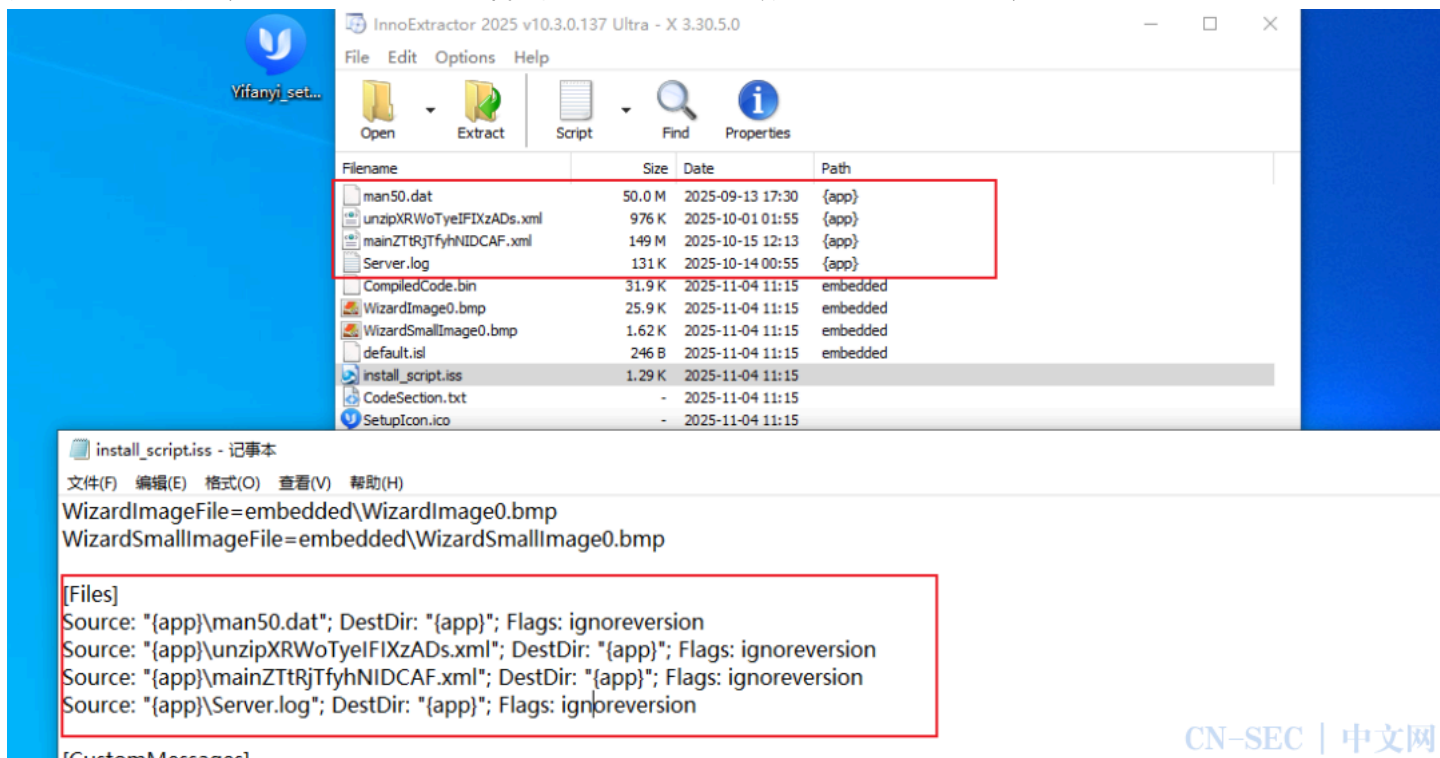 InnoExtractor 2025 v10.3.0.137 Ultra - X 3.30.5.0
File Edit Options Help
Yifanyi_set...
Open Extract Script Find Properties
Filename Size Date Path
man50.dat 50.0 M 2025-09-13 17:30 {app}
unzipXRWoTyeIFIXzADs.xml 976 K 2025-10-01 01:55 {app}
mainZTtRjTfyhNIDCAF.xml 149 M 2025-10-15 12:13 {app}
Server.log 131 K 2025-10-14 00:55 {app}
CompiledCode.bin 31.9 K 2025-11-04 11:15 embedded
WizardImage0.bmp 25.9 K 2025-11-04 11:15 embedded
WizardSmallImage0.bmp 1.62 K 2025-11-04 11:15 embedded
default.isl 246 B 2025-11-04 11:15 embedded
install_script.iss 1.29 K 2025-11-04 11:15
CodeSection.txt - 2025-11-04 11:15
SetupIcon.ico - 2025-11-04 11:15
install_script.iss - 记事本
文件(F) 编辑(E) 格式(O) 查看(V) 帮助(H)
WizardImageFile=embedded\WizardImage0.bmp
WizardSmallImageFile=embedded\WizardSmallImage0.bmp
[Files]
Source: "{app}\man50.dat"; DestDir: "{app}"; Flags: ignoreversion
Source: "{app}\unzipXRWoTyeIFIXzADs.xml"; DestDir: "{app}"; Flags: ignoreversion
Source: "{app}\mainZTtRjTfyhNIDCAF.xml"; DestDir: "{app}"; Flags: ignoreversion
Source: "{app}\Server.log"; DestDir: "{app}"; Flags: ignoreversion
[CustomMessages]
CN-SEC | 中文网